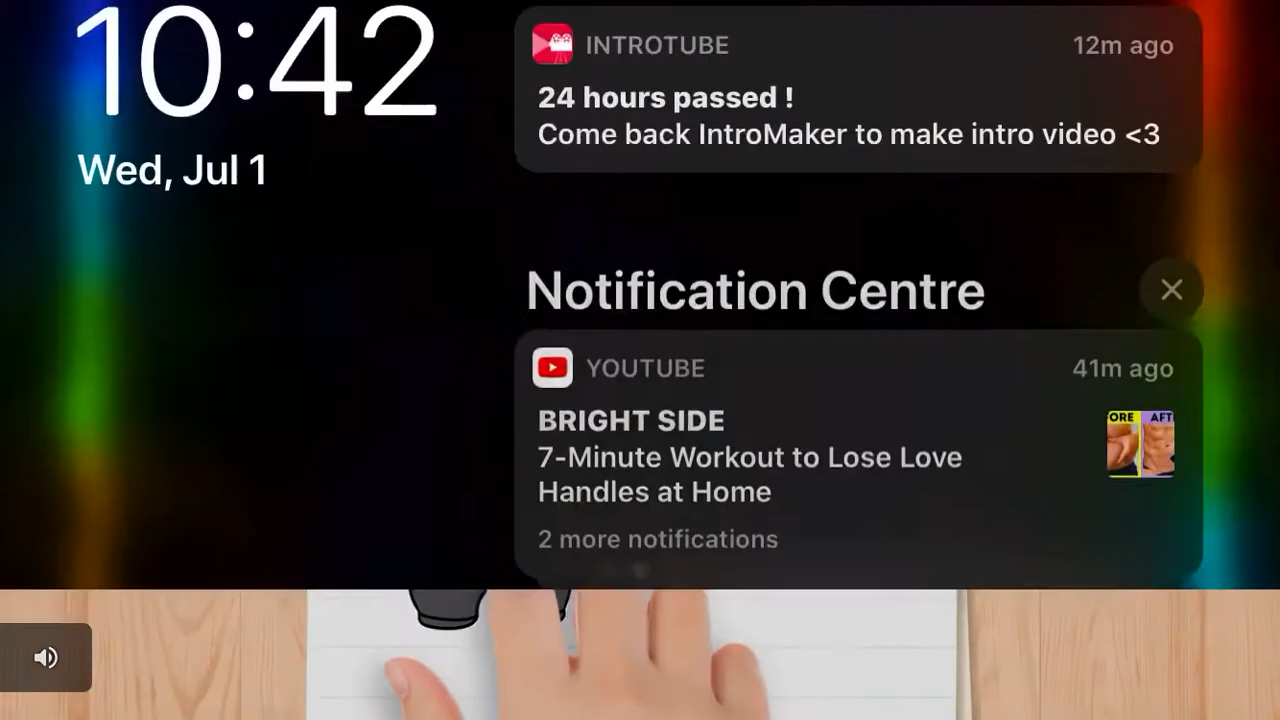 10:42
Wed, Jul 1
INTROTUBE
12m ago
24 hours passed !
Come back IntroMaker to make intro video <3
Notification Centre
YOUTUBE
41m ago
BRIGHT SIDE
7-Minute Workout to Lose Love
Handles at Home
ORE AFT
2 more notifications